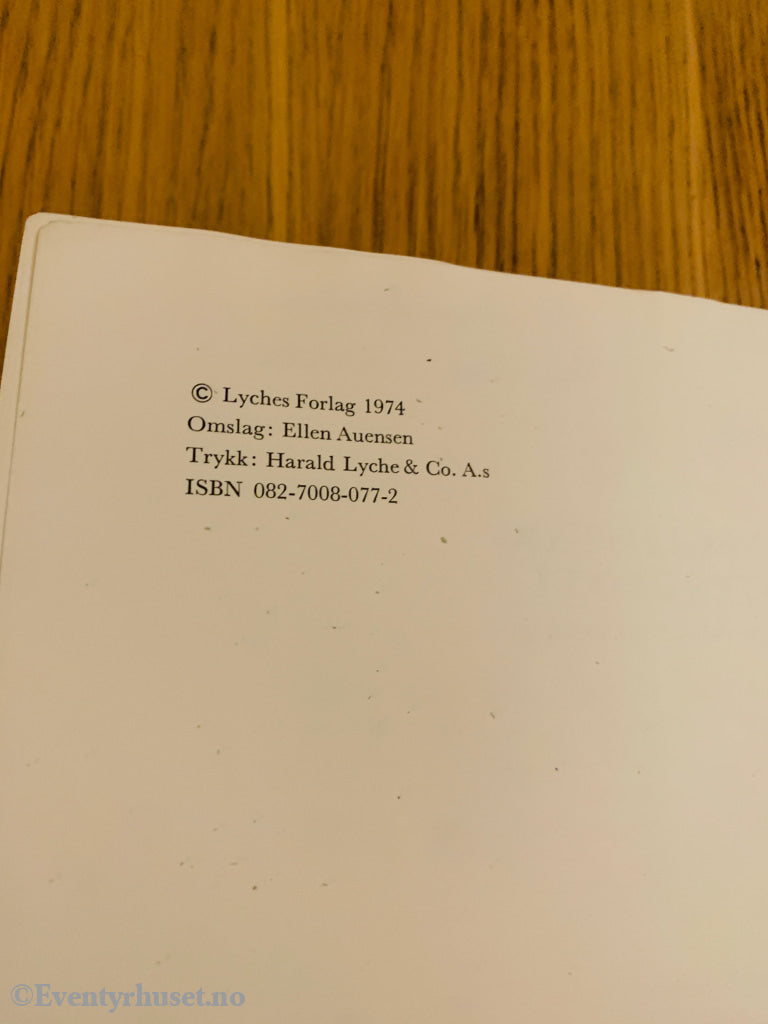 © Lyches Forlag 1974
Omslag: Ellen Auensen
Trykk: Harald Lyche & Co. A.s
ISBN 082-7008-077-2
©Eventyrhuset.no